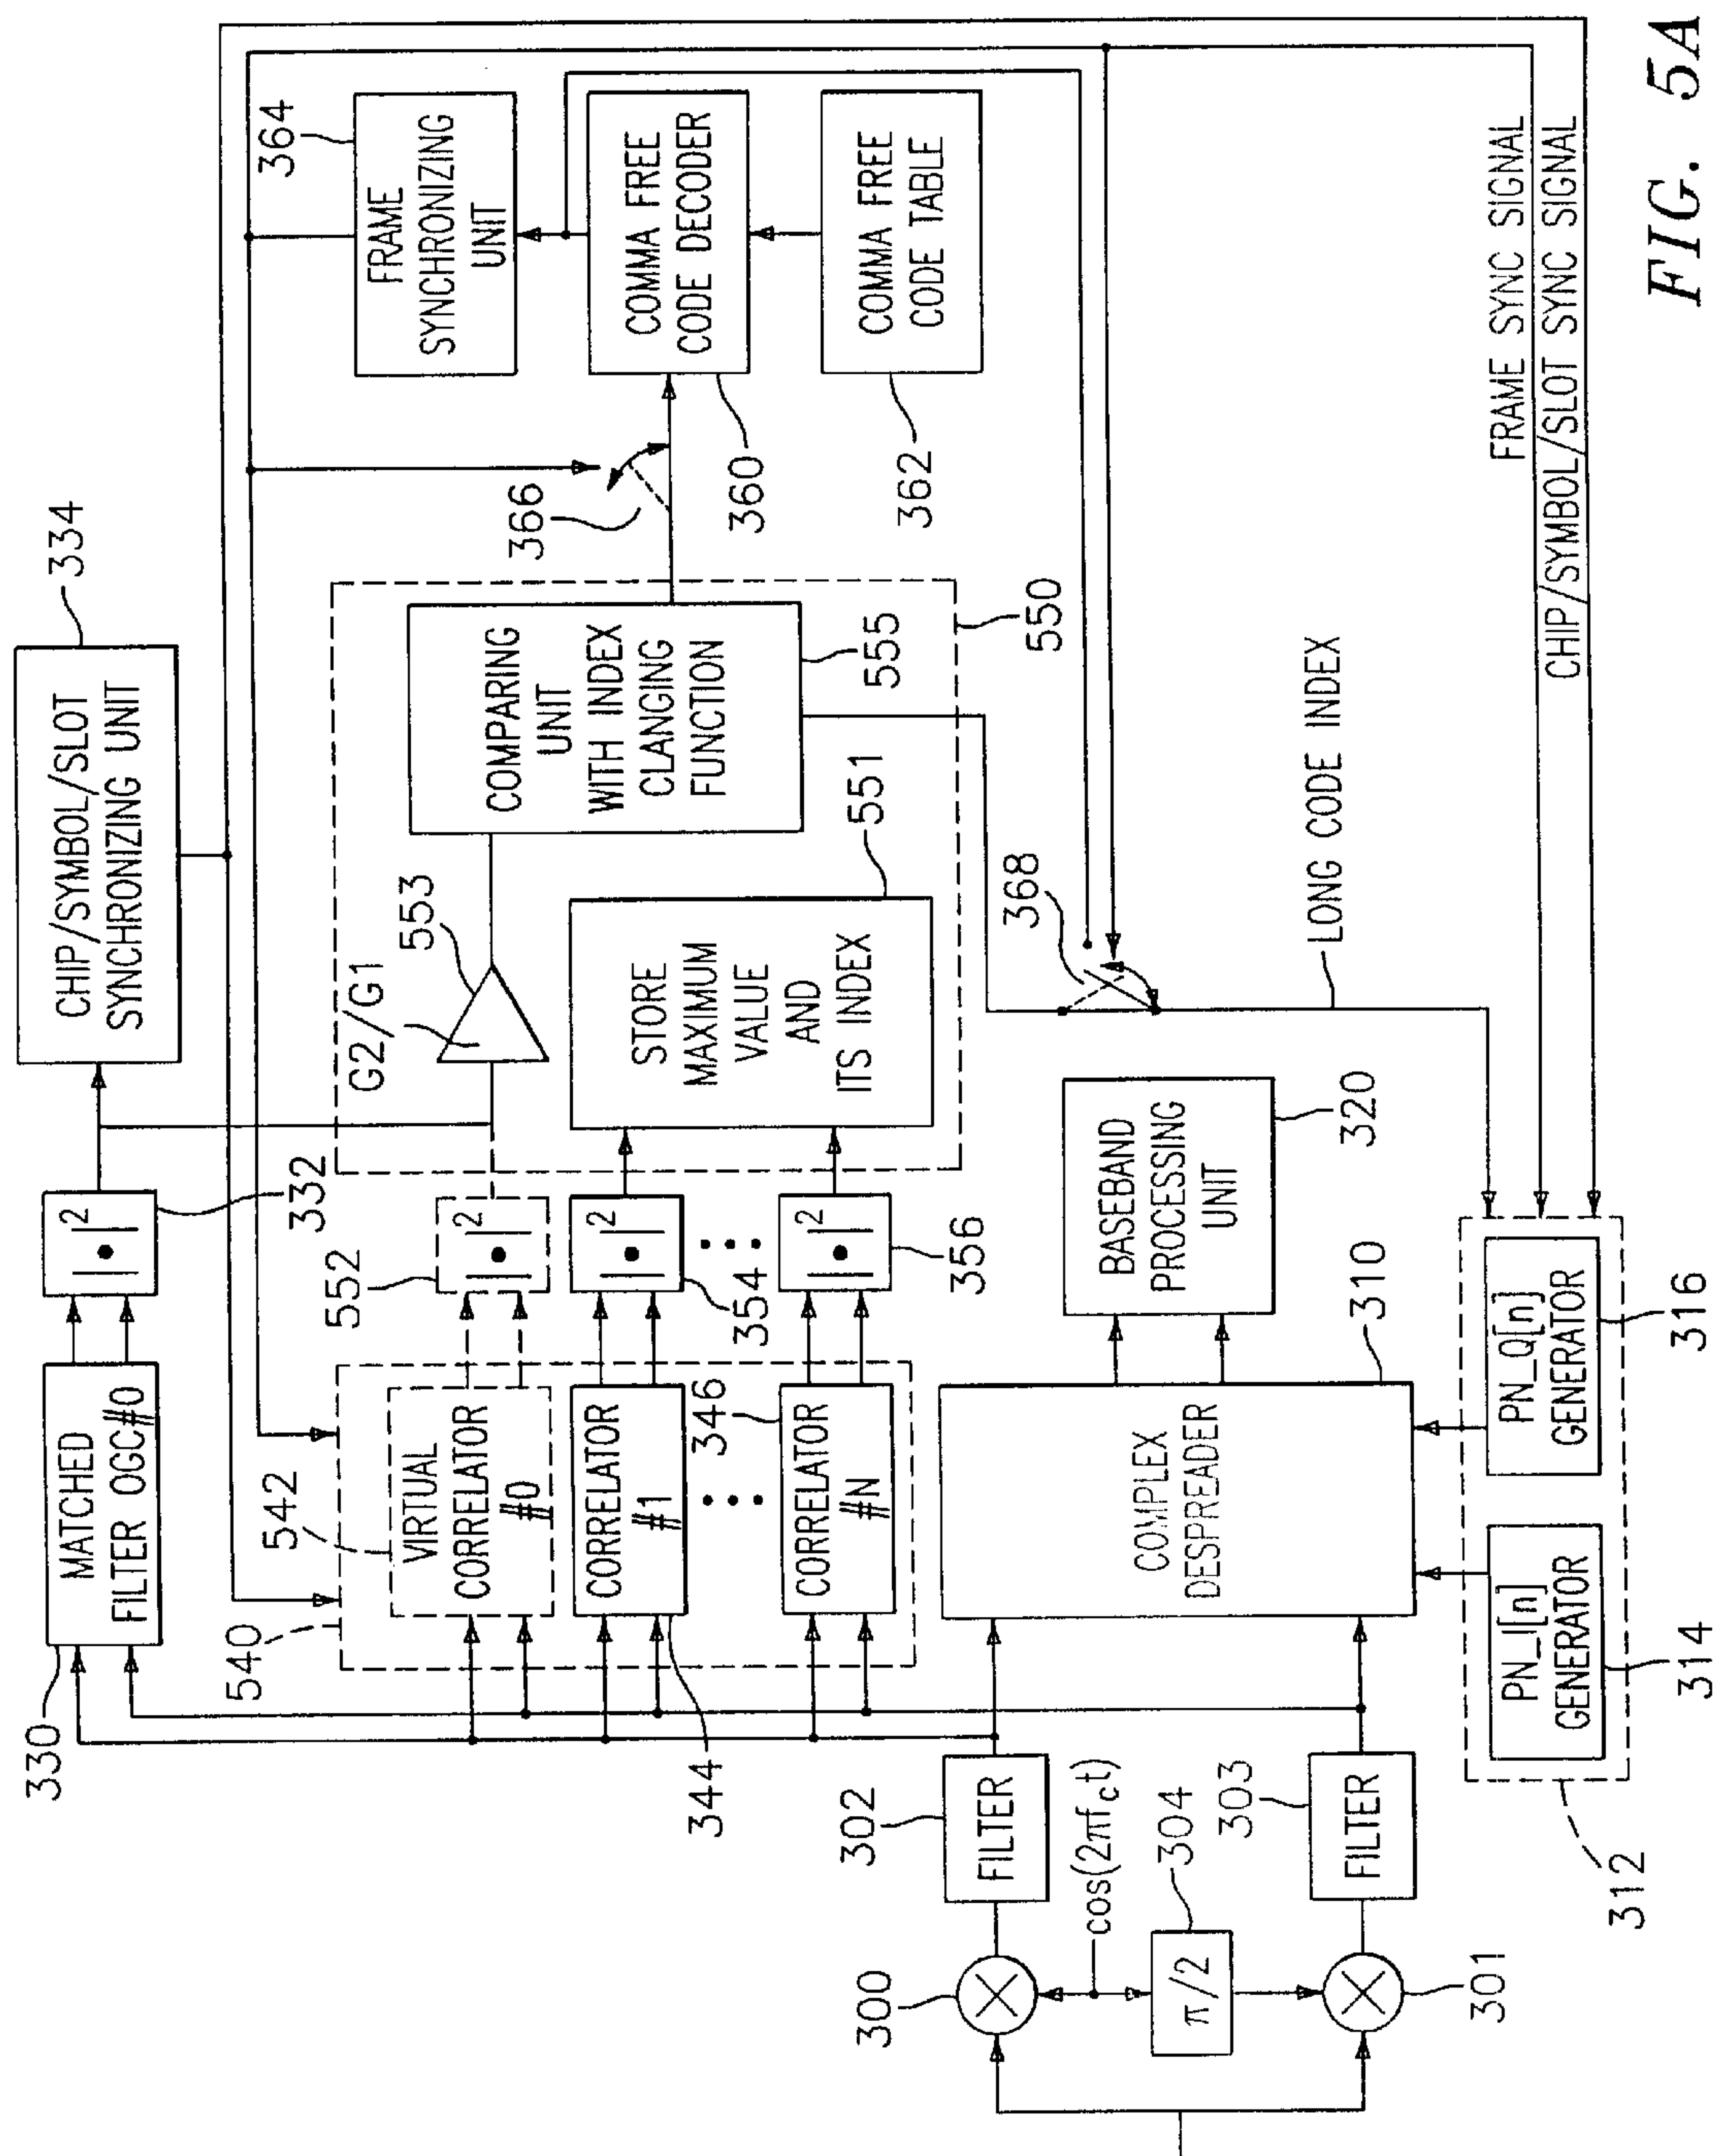 334
CHIP/SYMBOL/SLOT
SYNCHRONIZING UNIT
364
FRAME
SYNCHRONIZING
UNIT
COMMA FREE
CODE DECODER
360
COMMA FREE
CODE TABLE
362
366
330
MATCHED
FILTER OGC#0
|•|²
332
540
542
VIRTUAL
CORRELATOR
#0
552
|•|²
G2/G1
553
COMPARING
UNIT
WITH INDEX
CLANGING
FUNCTION
555
550
CORRELATOR
#1
344
|•|²
354
STORE
MAXIMUM
VALUE
AND
ITS INDEX
551
346
CORRELATOR
#N
|•|²
356
368
LONG CODE INDEX
300
302
FILTER
cos(2πf_ct)
304
π/2
303
FILTER
301
COMPLEX
DESPREADER
310
BASEBAND
PROCESSING
UNIT
320
312
PN_I[n]
GENERATOR
314
PN_Q[n]
GENERATOR
316
FRAME SYNC SIGNAL
CHIP/SYMBOL/SLOT SYNC SIGNAL
FIG. 5A